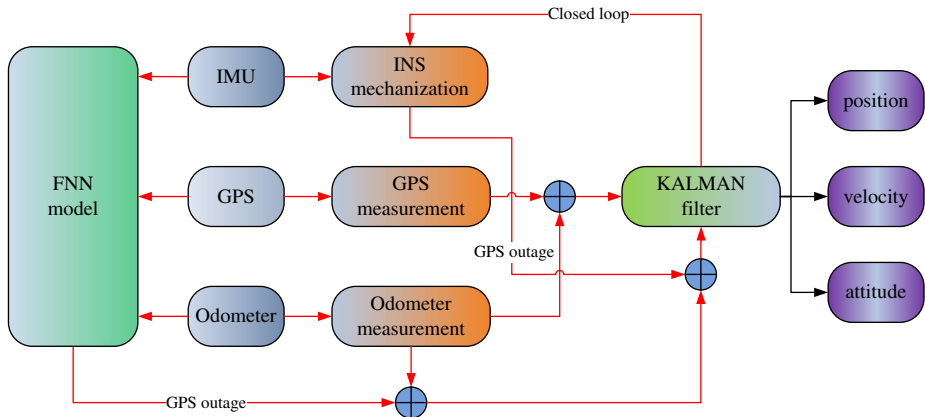 Closed loop
FNN
model
IMU
INS
mechanization
position
GPS
GPS
measurement
KALMAN
filter
velocity
GPS outage
Odometer
Odometer
measurement
attitude
GPS outage